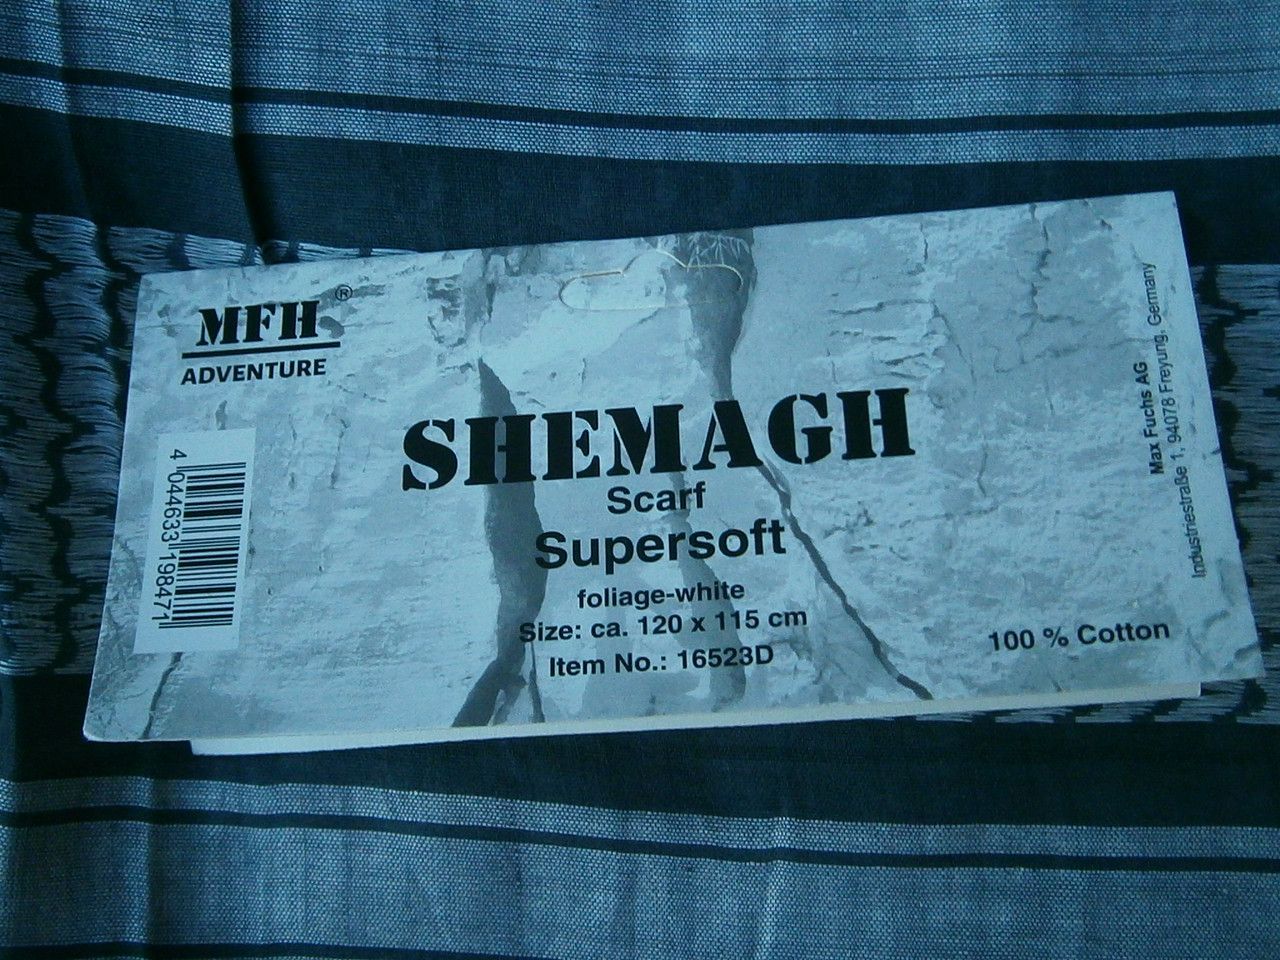 MFH®
ADVENTURE
SHEMAGH
Scarf
Supersoft
foliage-white
Size: ca. 120 x 115 cm
Item No.: 16523D
100 % Cotton
4 044633 198471
Max Fuchs AG
Industriestraße 1, 94078 Freyung, Germany